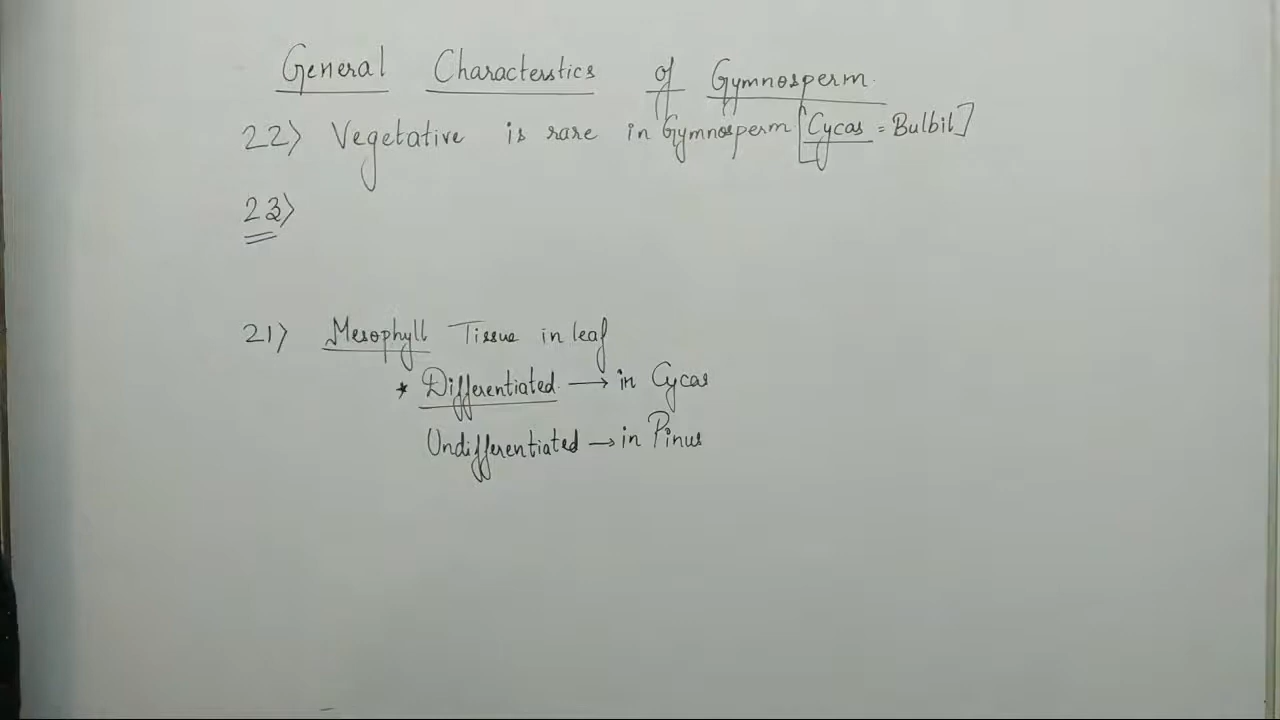 General Characterstics of Gymnosperm.
22> Vegetative is rare in Gymnosperm [Cycas = Bulbil]
23>
21> Mesophyll Tissue in leaf
* Differentiated → in Cycas
Undifferentiated → in Pinus